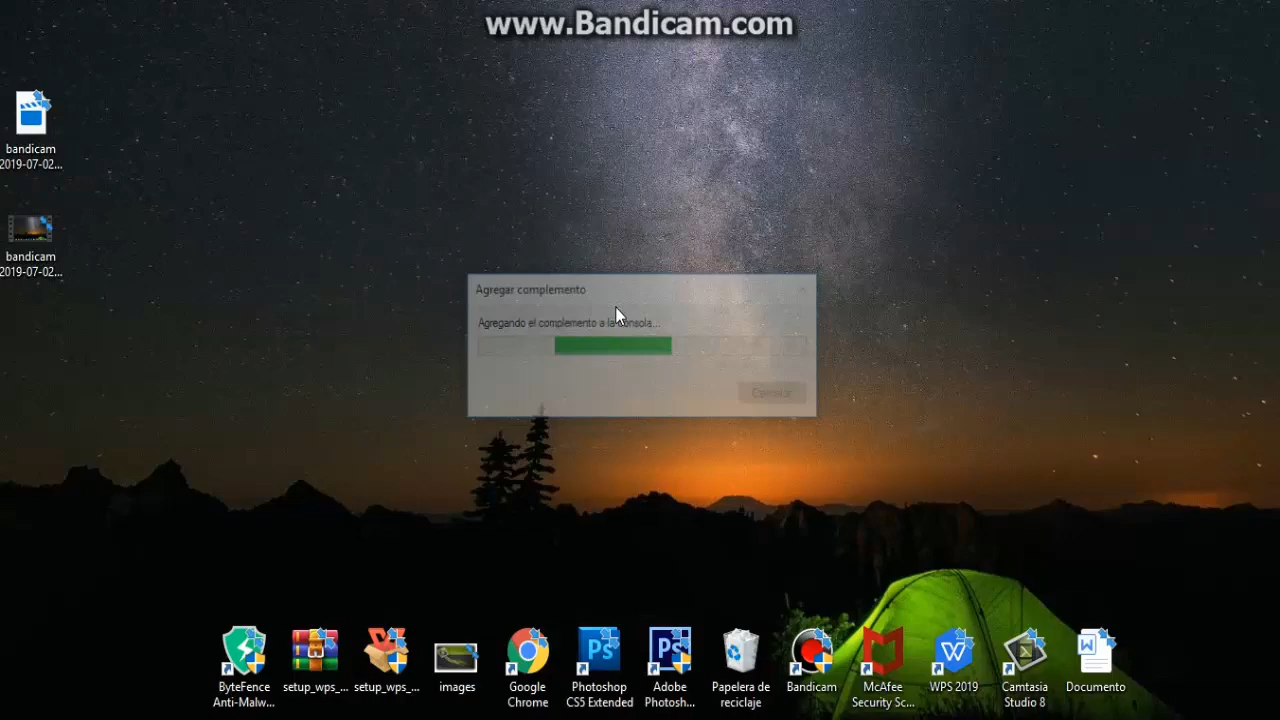 www.Bandicam.com
bandicam
2019-07-02...
bandicam
2019-07-02...
Agregar complemento
Agregando el complemento a la consola...
Cancelar
ByteFence
Anti-Malw...
setup_wps_...
setup_wps_...
images
Google
Chrome
Photoshop
CS5 Extended
Adobe
Photosh...
Papelera de
reciclaje
Bandicam
McAfee
Security Sc...
WPS 2019
Camtasia
Studio 8
Documento